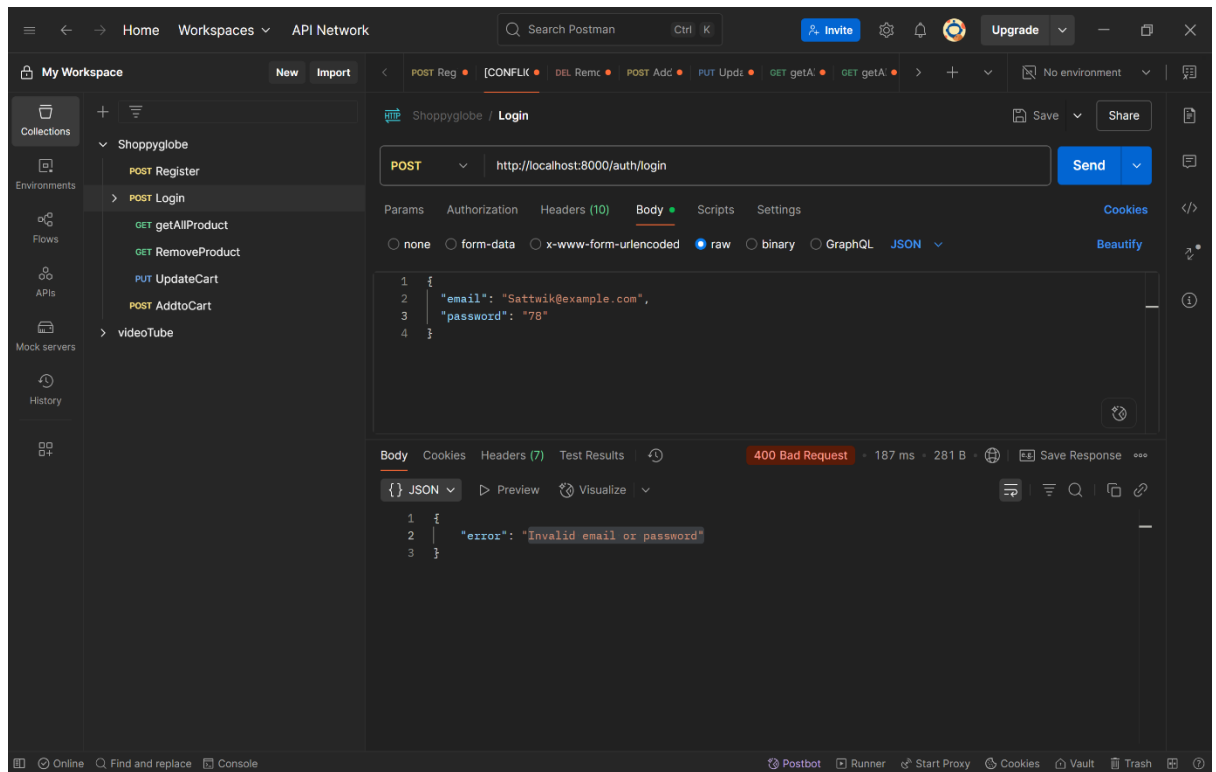 Home Workspaces API Network Search Postman Ctrl K Invite Upgrade
My Workspace New Import POST Reg [CONFLIC DEL Remc POST Add PUT Upda GET getA GET getA No environment
Collections
Environments
Flows
APIs
Mock servers
History
Shoppyglobe
POST Register
POST Login
GET getAllProduct
GET RemoveProduct
PUT UpdateCart
POST AddtoCart
videoTube
HTTP Shoppyglobe / Login Save Share
POST http://localhost:8000/auth/login Send
Params Authorization Headers (10) Body Scripts Settings Cookies
none form-data x-www-form-urlencoded raw binary GraphQL JSON Beautify
1 {
2 "email": "Sattwik@example.com",
3 "password": "78"
4 }
Body Cookies Headers (7) Test Results 400 Bad Request 187 ms 281 B e.g. Save Response
{} JSON Preview Visualize
1 {
2 "error": "Invalid email or password"
3 }
Online Find and replace Console Postbot Runner Start Proxy Cookies Vault Trash